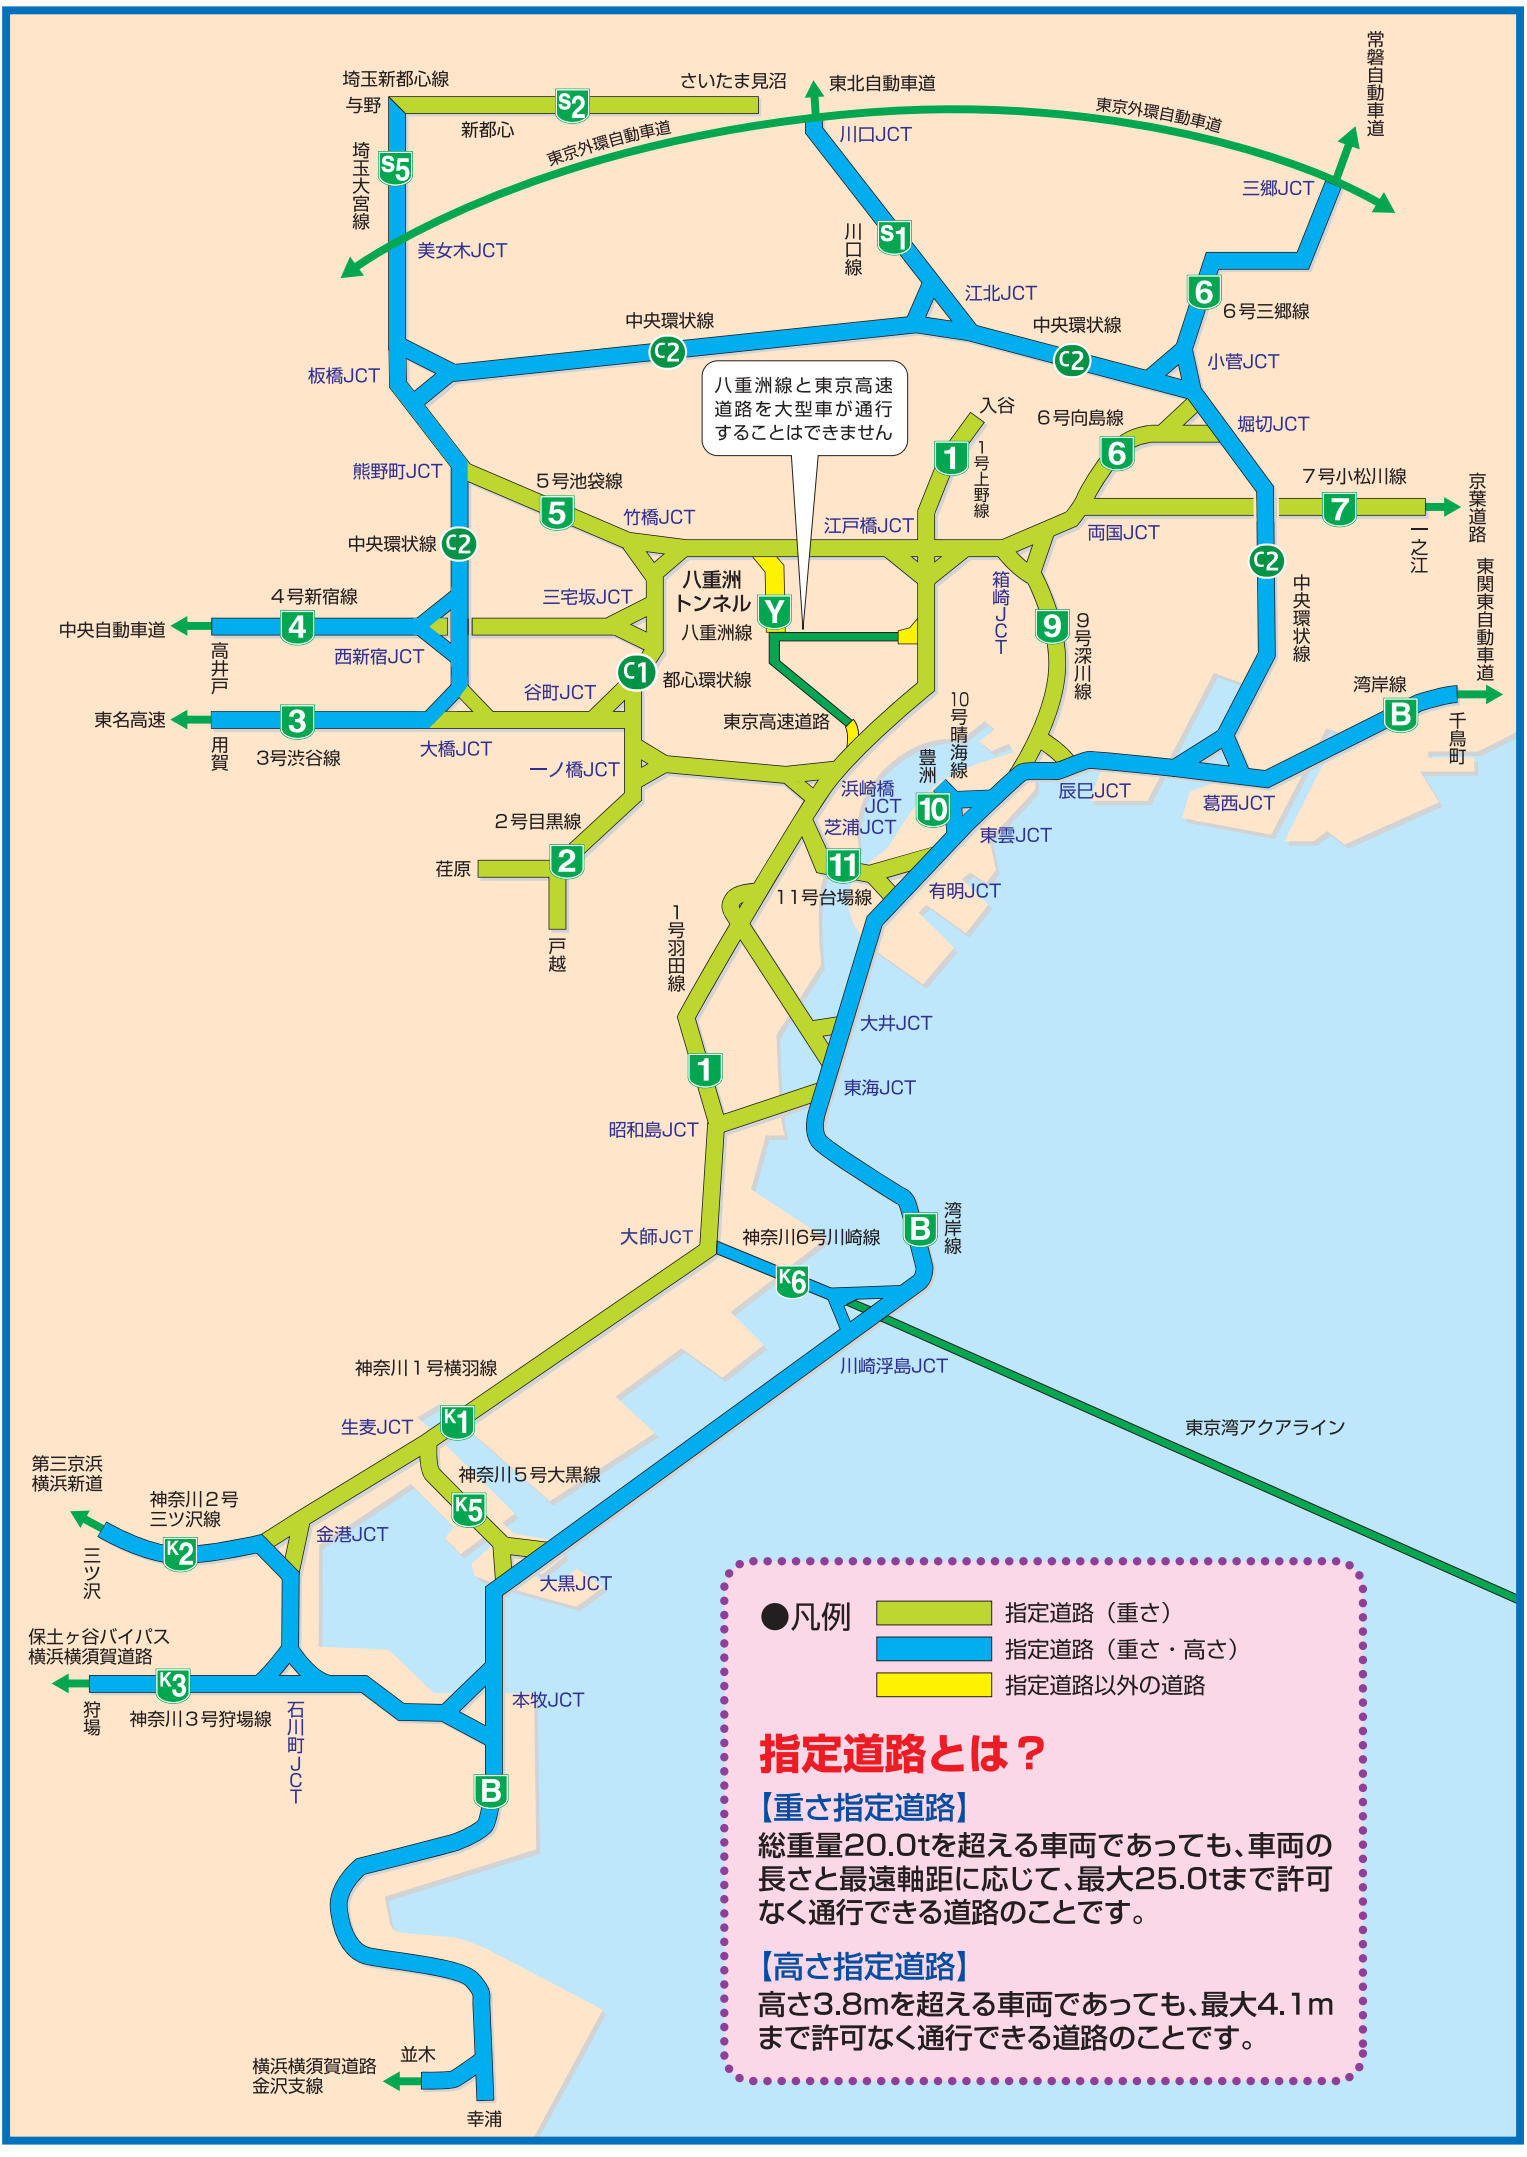 常磐自動車道
埼玉新都心線
さいたま見沼
東北自動車道
与野
S2
新都心
東京外環自動車道
東京外環自動車道
川口JCT
埼玉大宮線
S5
三郷JCT
川口線
S1
美女木JCT
江北JCT
6
6号三郷線
中央環状線
C2
中央環状線
C2
小菅JCT
板橋JCT
八重洲線と東京高速
道路を大型車が通行
することはできません
入谷
6号向島線
堀切JCT
1
1号上野線
6
熊野町JCT
5号池袋線
7号小松川線
京葉道路
5
竹橋JCT
江戸橋JCT
両国JCT
7
一之江
中央環状線
C2
C2
東関東自動車道
八重洲
トンネル
箱崎JCT
中央環状線
4号新宿線
三宅坂JCT
Y
中央自動車道
4
八重洲線
9
9号深川線
高井戸
西新宿JCT
C1
都心環状線
谷町JCT
湾岸線
東名高速
3
東京高速道路
10号晴海線
B
千鳥町
用賀
3号渋谷線
大橋JCT
一ノ橋JCT
豊洲
浜崎橋
JCT
辰巳JCT
葛西JCT
10
2号目黒線
芝浦JCT
東雲JCT
荏原
2
11
有明JCT
11号台場線
戸越
1号羽田線
大井JCT
1
東海JCT
昭和島JCT
大師JCT
神奈川6号川崎線
B
湾岸線
K6
川崎浮島JCT
神奈川1号横羽線
生麦JCT
K1
東京湾アクアライン
第三京浜
横浜新道
神奈川5号大黒線
神奈川2号
三ツ沢線
K5
金港JCT
K2
三ツ沢
大黒JCT
保土ヶ谷バイパス
横浜横須賀道路
K3
狩場
神奈川3号狩場線
石川町JCT
本牧JCT
B
並木
横浜横須賀道路
金沢支線
幸浦
●凡例
指定道路（重さ）
指定道路（重さ・高さ）
指定道路以外の道路
指定道路とは？
【重さ指定道路】
総重量20.0tを超える車両であっても、車両の
長さと最遠軸距に応じて、最大25.0tまで許可
なく通行できる道路のことです。
【高さ指定道路】
高さ3.8mを超える車両であっても、最大4.1m
まで許可なく通行できる道路のことです。